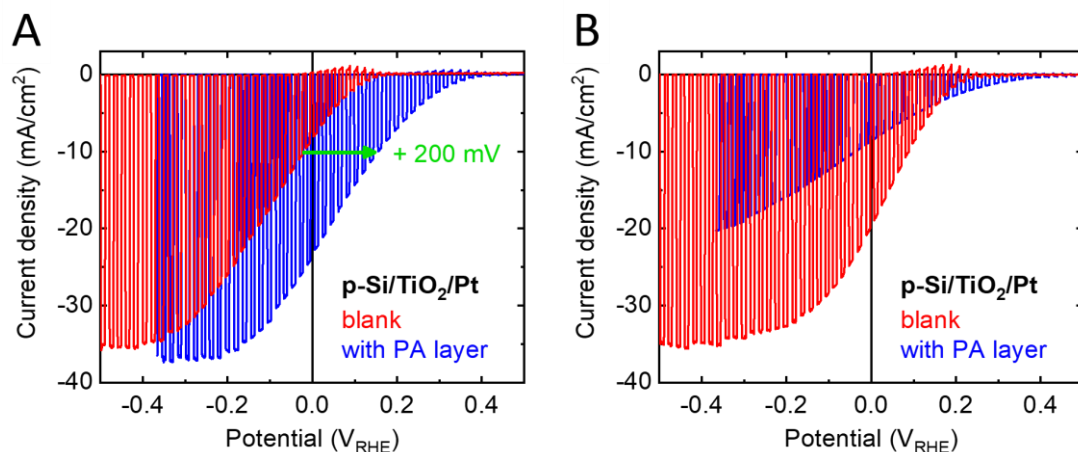 A
Current density (mA/cm²)
0
-10
-20
-30
-40
+ 200 mV
p-Si/TiO₂/Pt
blank
with PA layer
-0.4
-0.2
0.0
0.2
0.4
Potential (V_RHE)
B
Current density (mA/cm²)
0
-10
-20
-30
-40
p-Si/TiO₂/Pt
blank
with PA layer
-0.4
-0.2
0.0
0.2
0.4
Potential (V_RHE)